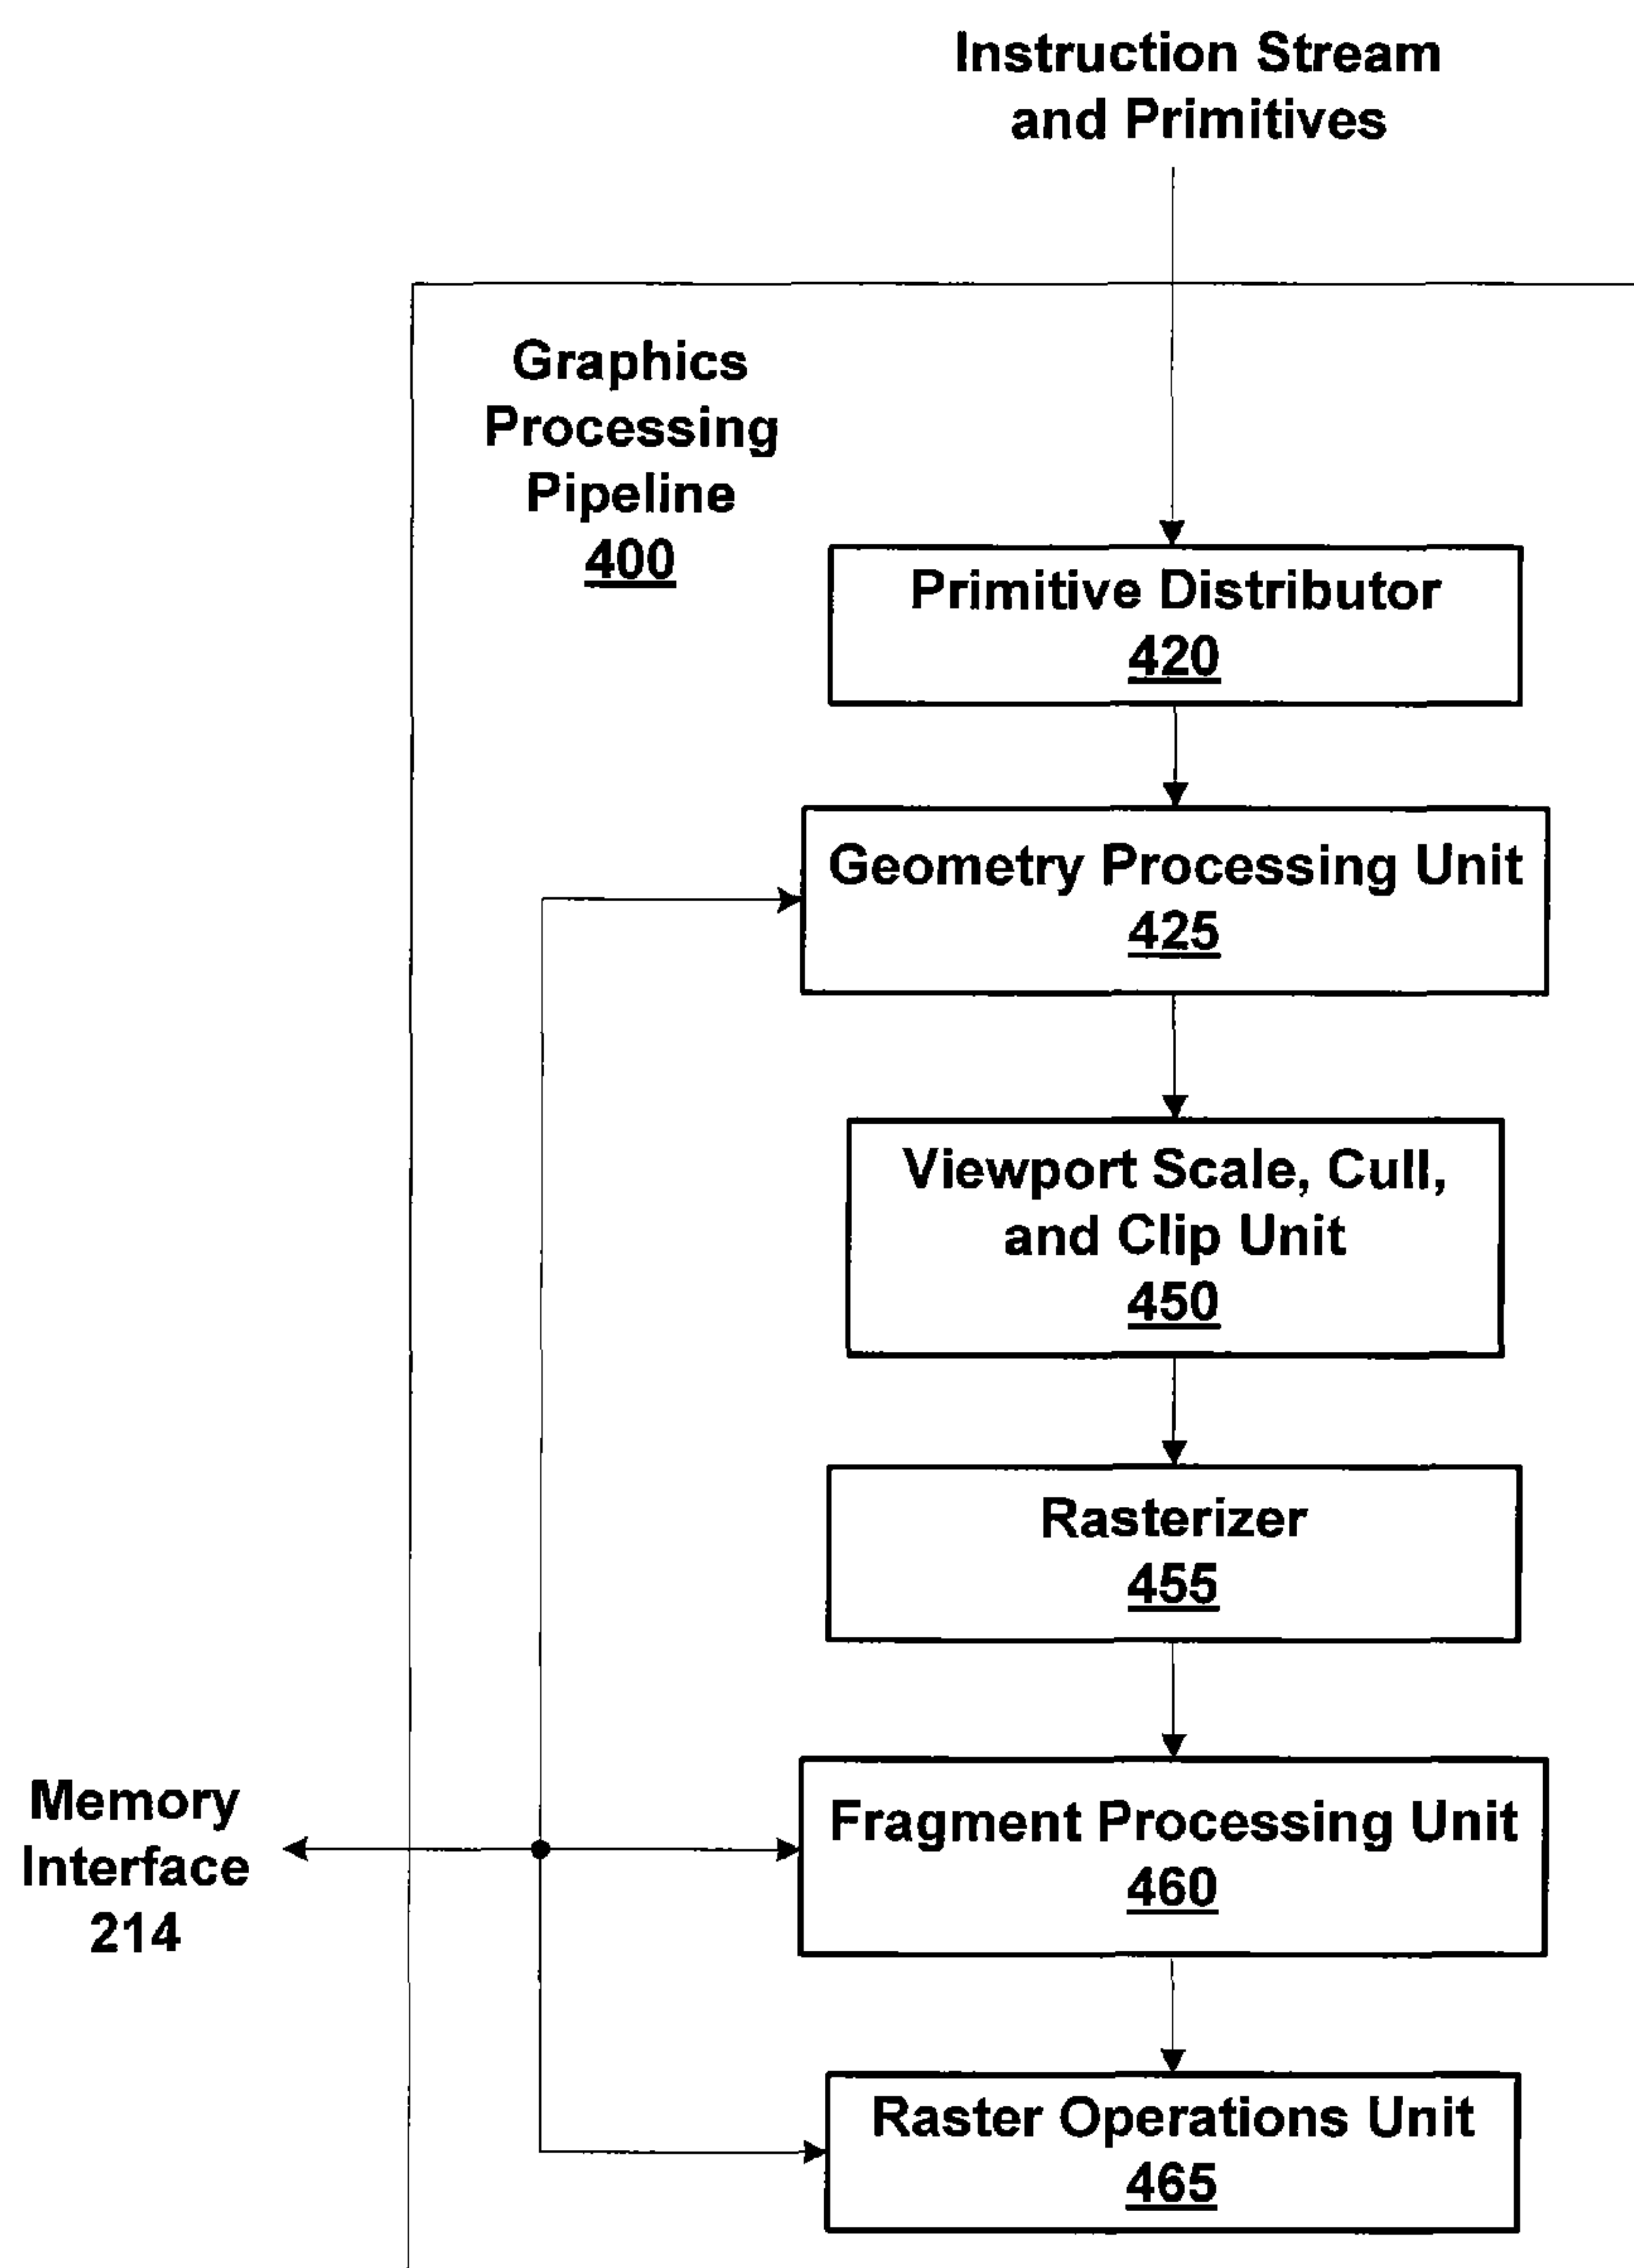 Instruction Stream
and Primitives
Graphics
Processing
Pipeline
400
Primitive Distributor
420
Geometry Processing Unit
425
Viewport Scale, Cull,
and Clip Unit
450
Rasterizer
455
Memory
Interface
214
Fragment Processing Unit
460
Raster Operations Unit
465